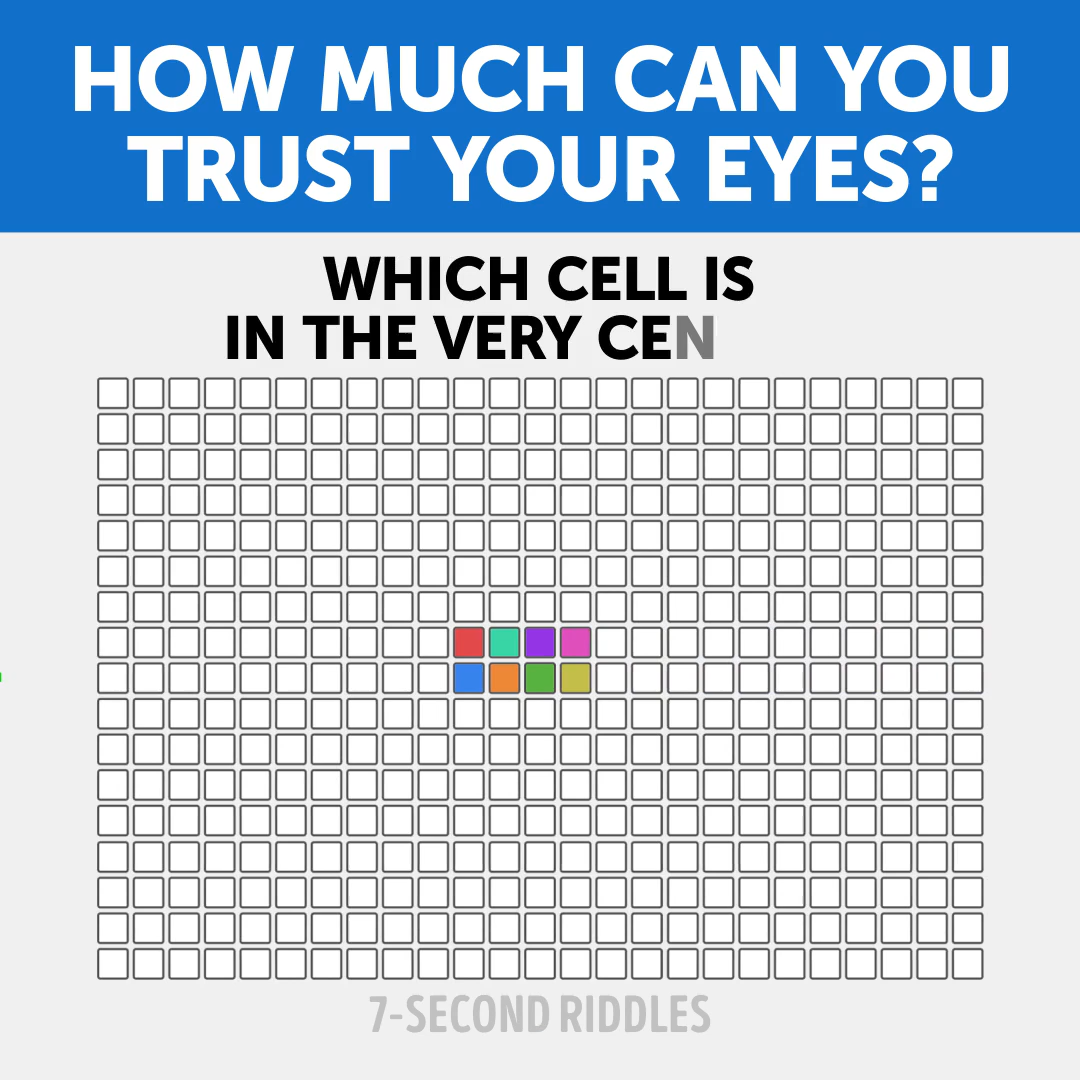 HOW MUCH CAN YOU
TRUST YOUR EYES?
WHICH CELL IS
IN THE VERY CEN
7-SECOND RIDDLES